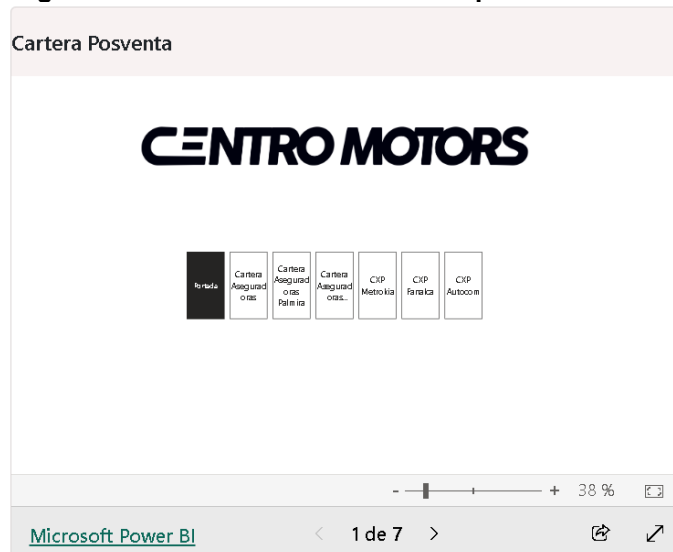 Cartera Posventa
CENTRO MOTORS
Portada
Cartera
Asegurad
oras
Cartera
Asegurad
oras
Palmira
Cartera
Asegurad
oras...
CXP
Metrokia
CXP
Fanalca
CXP
Autocom
- + 38 %
Microsoft Power BI
< 1 de 7 >